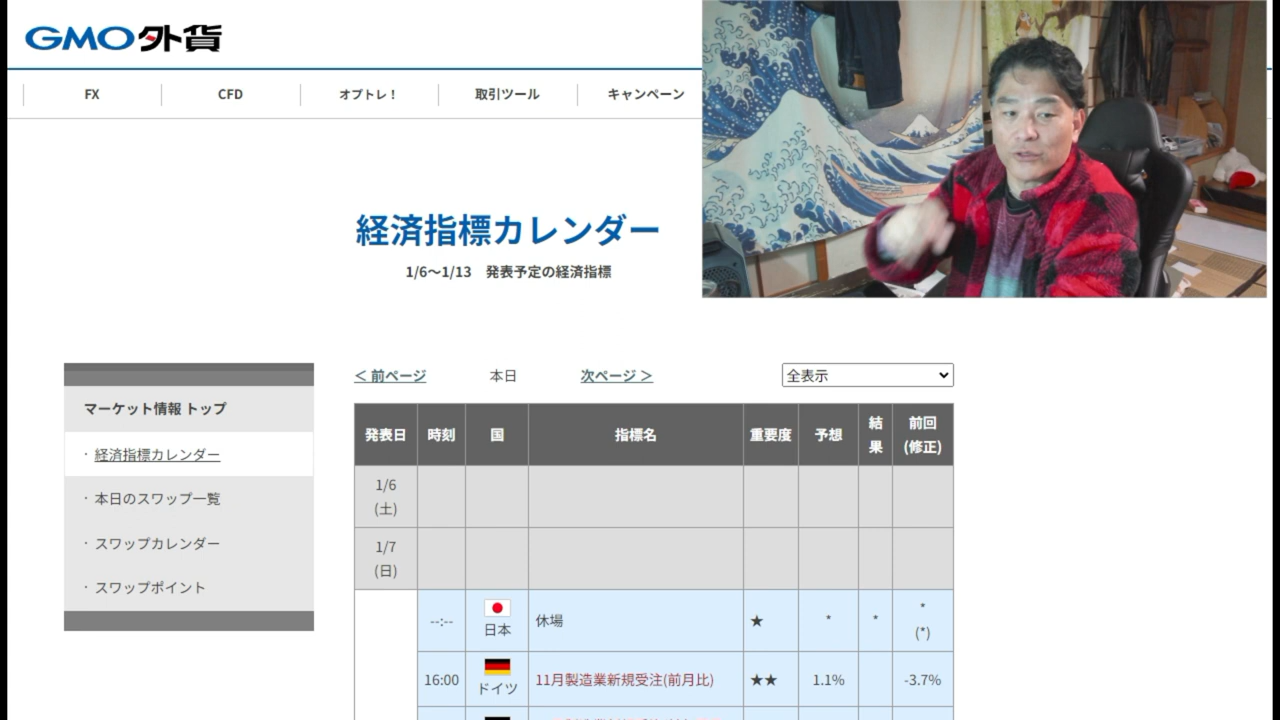 GMO外貨
FX
CFD
オプトレ！
取引ツール
キャンペーン
経済指標カレンダー
1/6～1/13 発表予定の経済指標
マーケット情報 トップ
· 経済指標カレンダー
· 本日のスワップ一覧
· スワップカレンダー
· スワップポイント
＜ 前ページ
本日
次ページ ＞
全表示
発表日 時刻 国 指標名 重要度 予想 結果 前回(修正)
1/6
(土)
1/7
(日)
--:-- 日本 休場 ★ * * *
(*)
16:00 ドイツ 11月製造業新規受注(前月比) ★★ 1.1% -3.7%